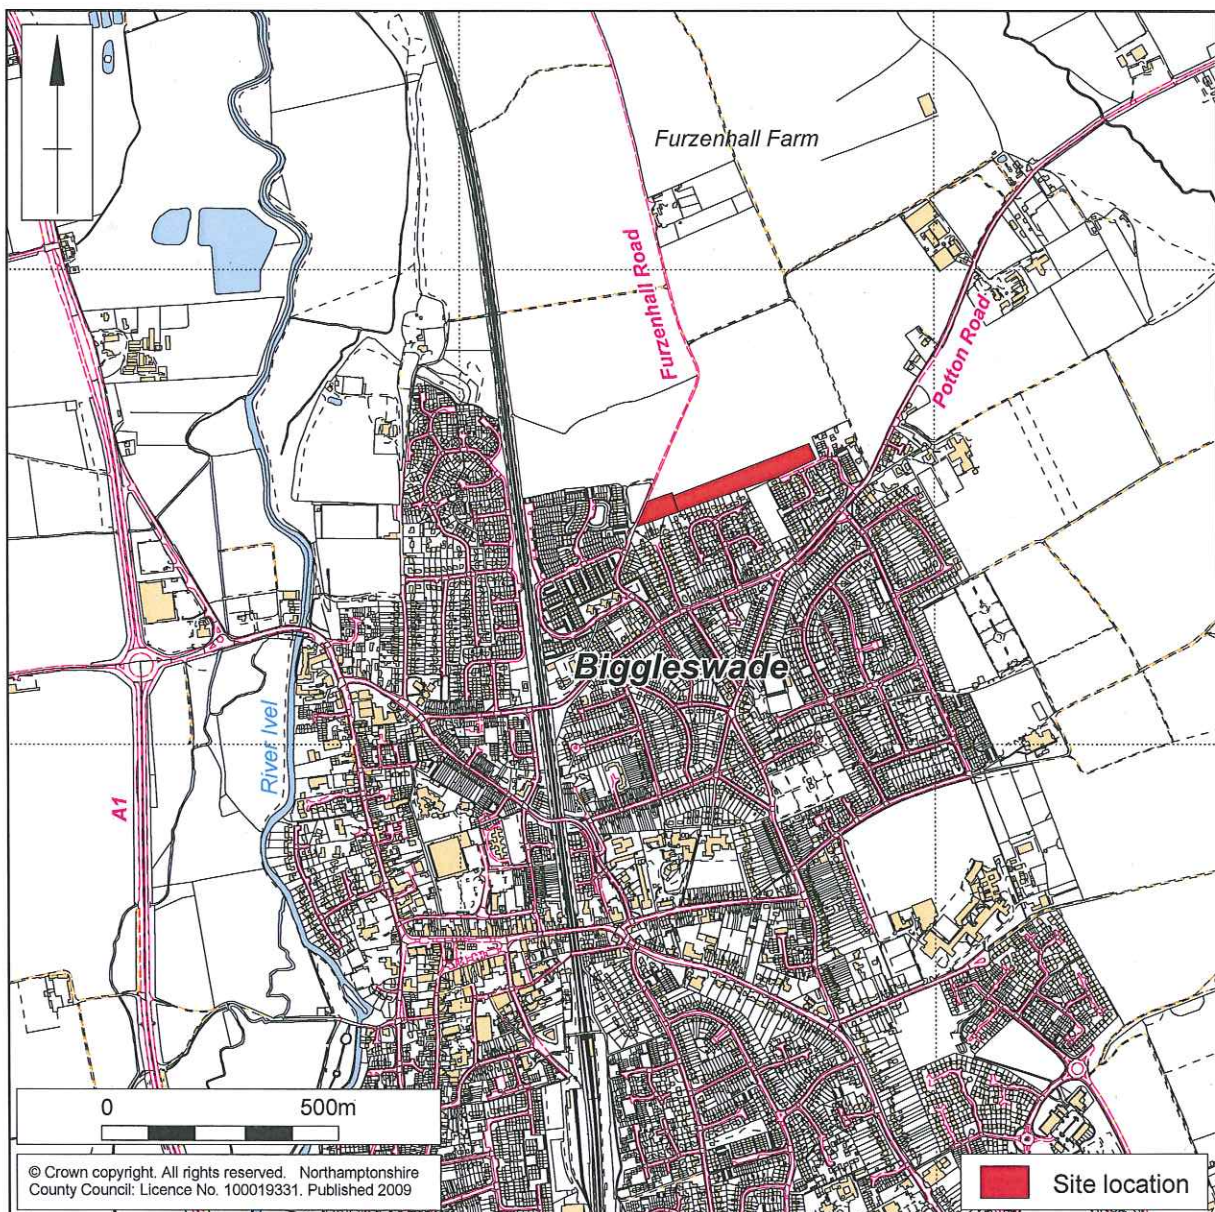 Furzenhall Farm
Furzenhall Road
Potton Road
Biggleswade
River Ivel
A1
0 500m
© Crown copyright. All rights reserved. Northamptonshire
County Council: Licence No. 100019331. Published 2009
Site location